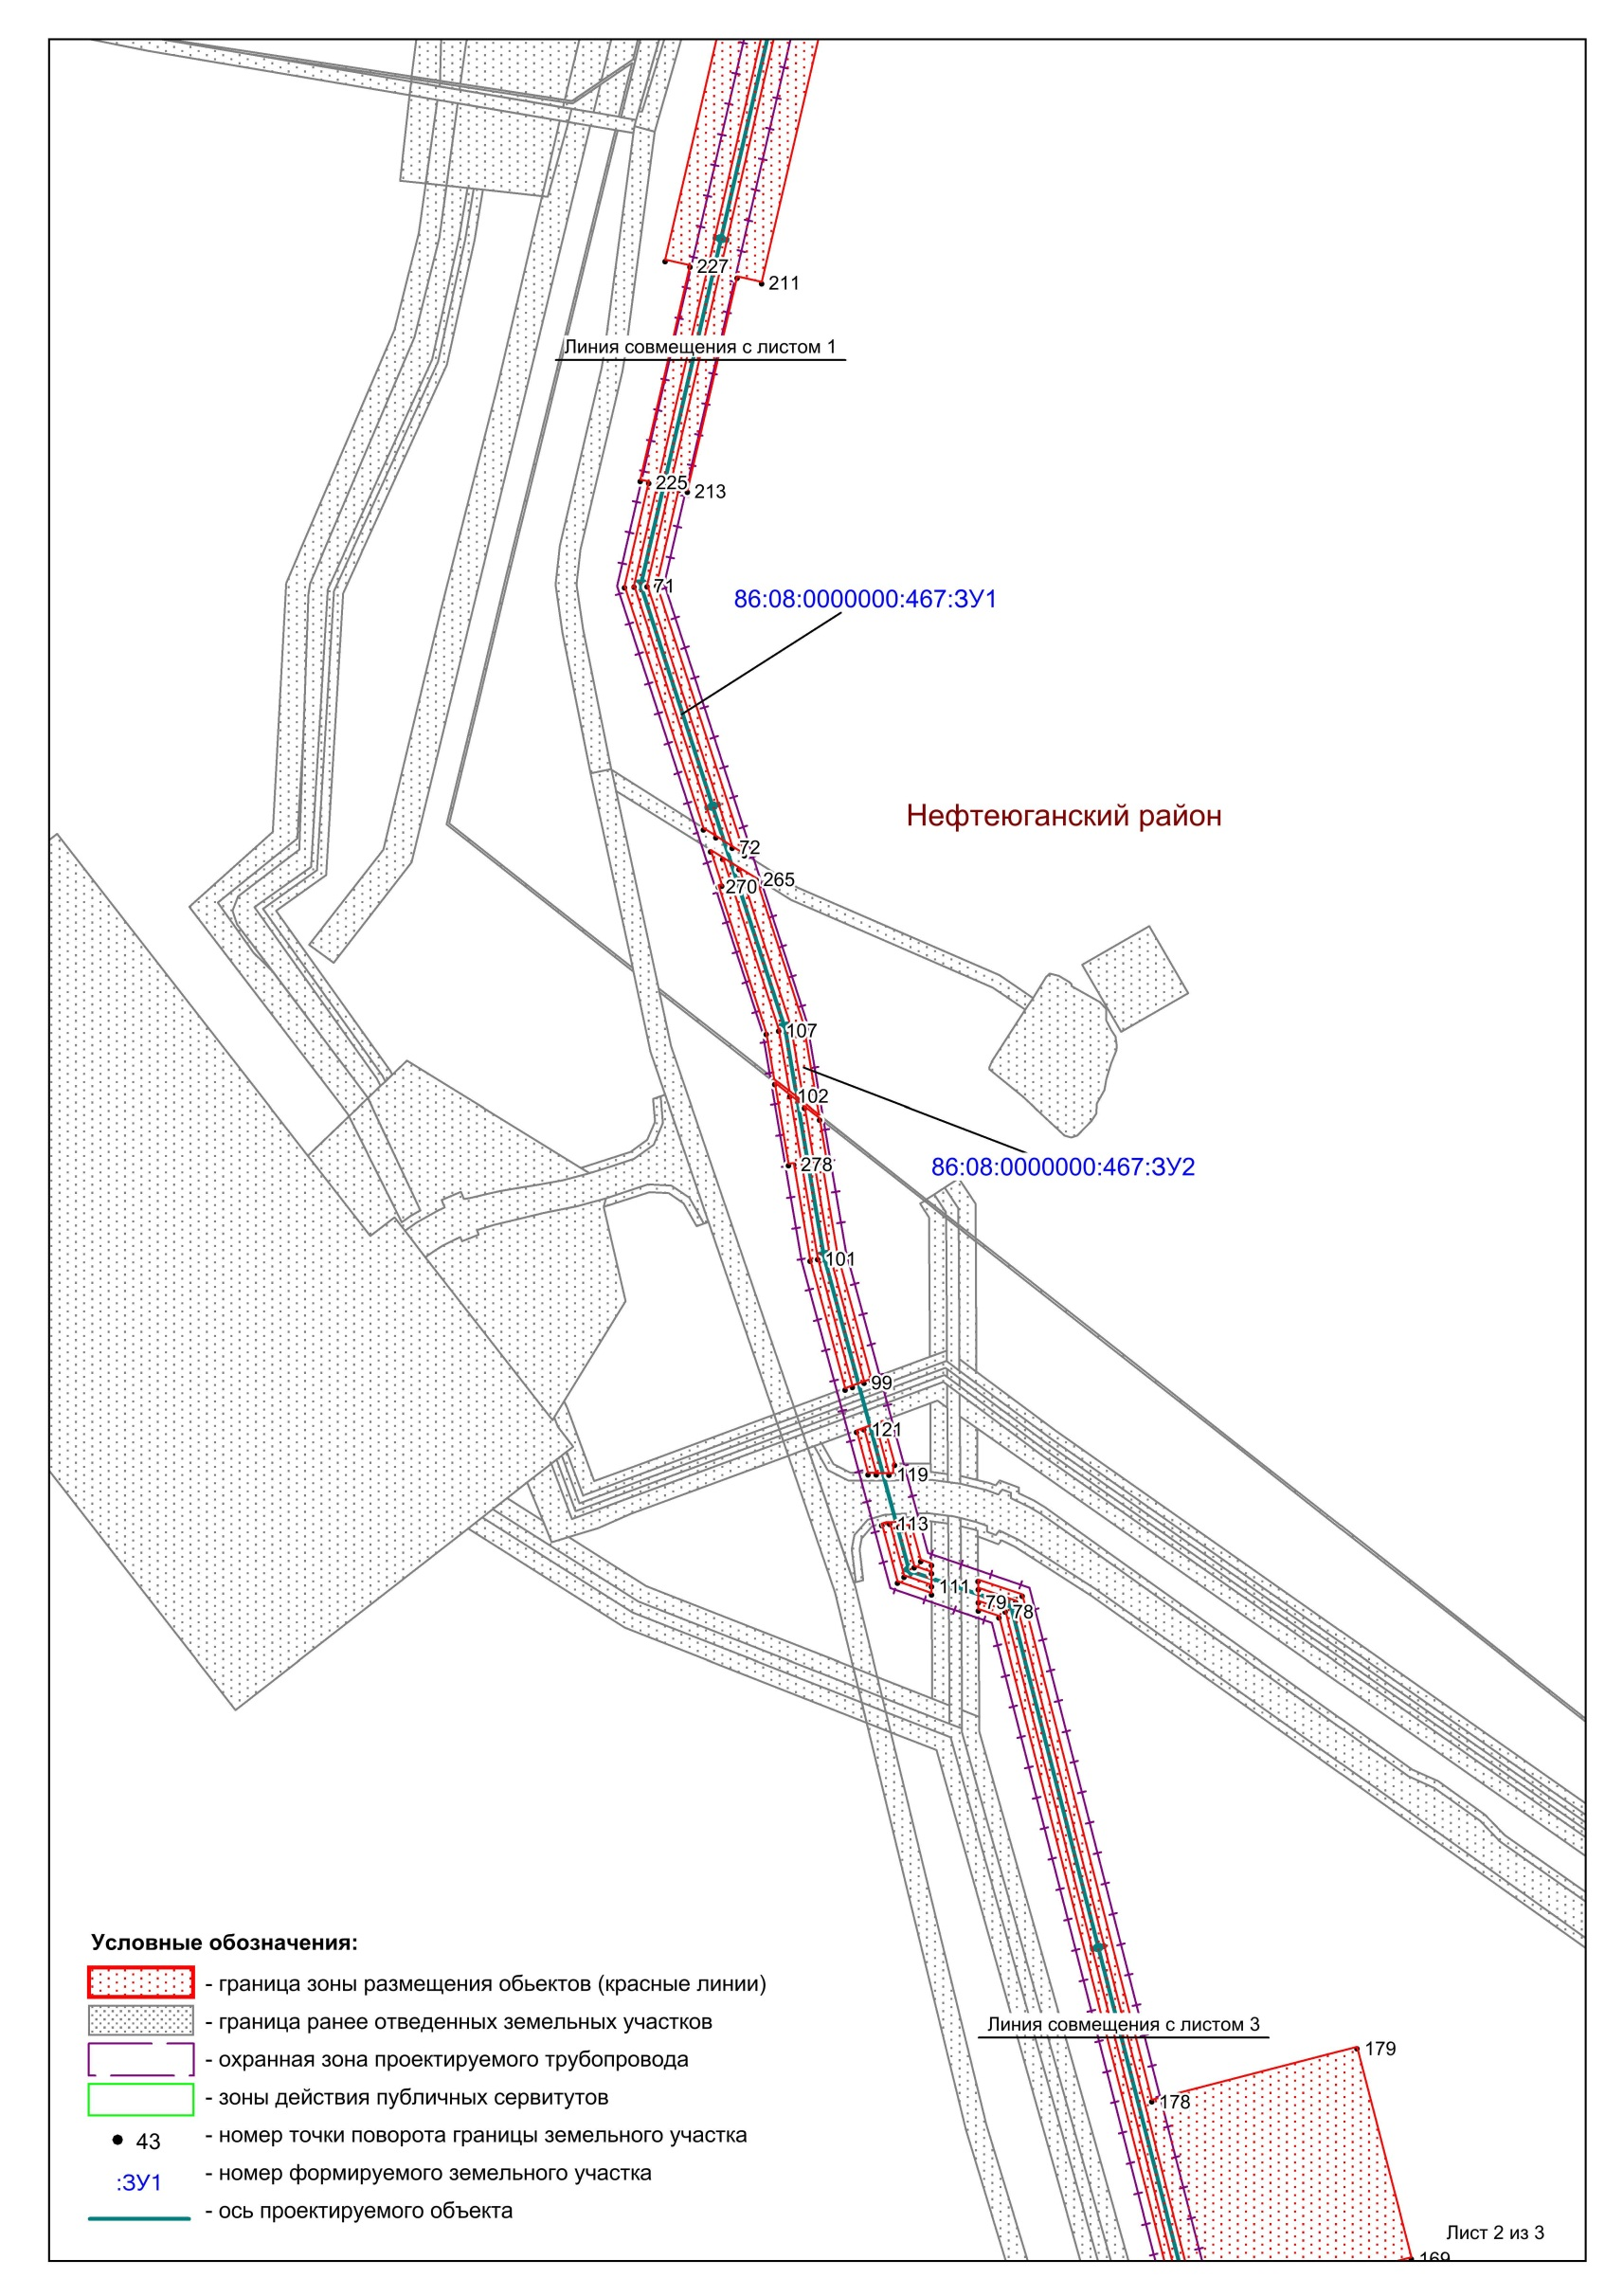 227
211
Линия совмещения с листом 1
225
213
71
86:08:0000000:467:ЗУ1
Нефтеюганский район
72
265
270
107
102
86:08:0000000:467:ЗУ2
278
101
99
121
119
113
111
79
78
Условные обозначения:
- граница зоны размещения обьектов (красные линии)
- граница ранее отведенных земельных участков
- охранная зона проектируемого трубопровода
- зоны действия публичных сервитутов
43 - номер точки поворота границы земельного участка
:ЗУ1 - номер формируемого земельного участка
- ось проектируемого объекта
Линия совмещения с листом 3
179
178
Лист 2 из 3
169